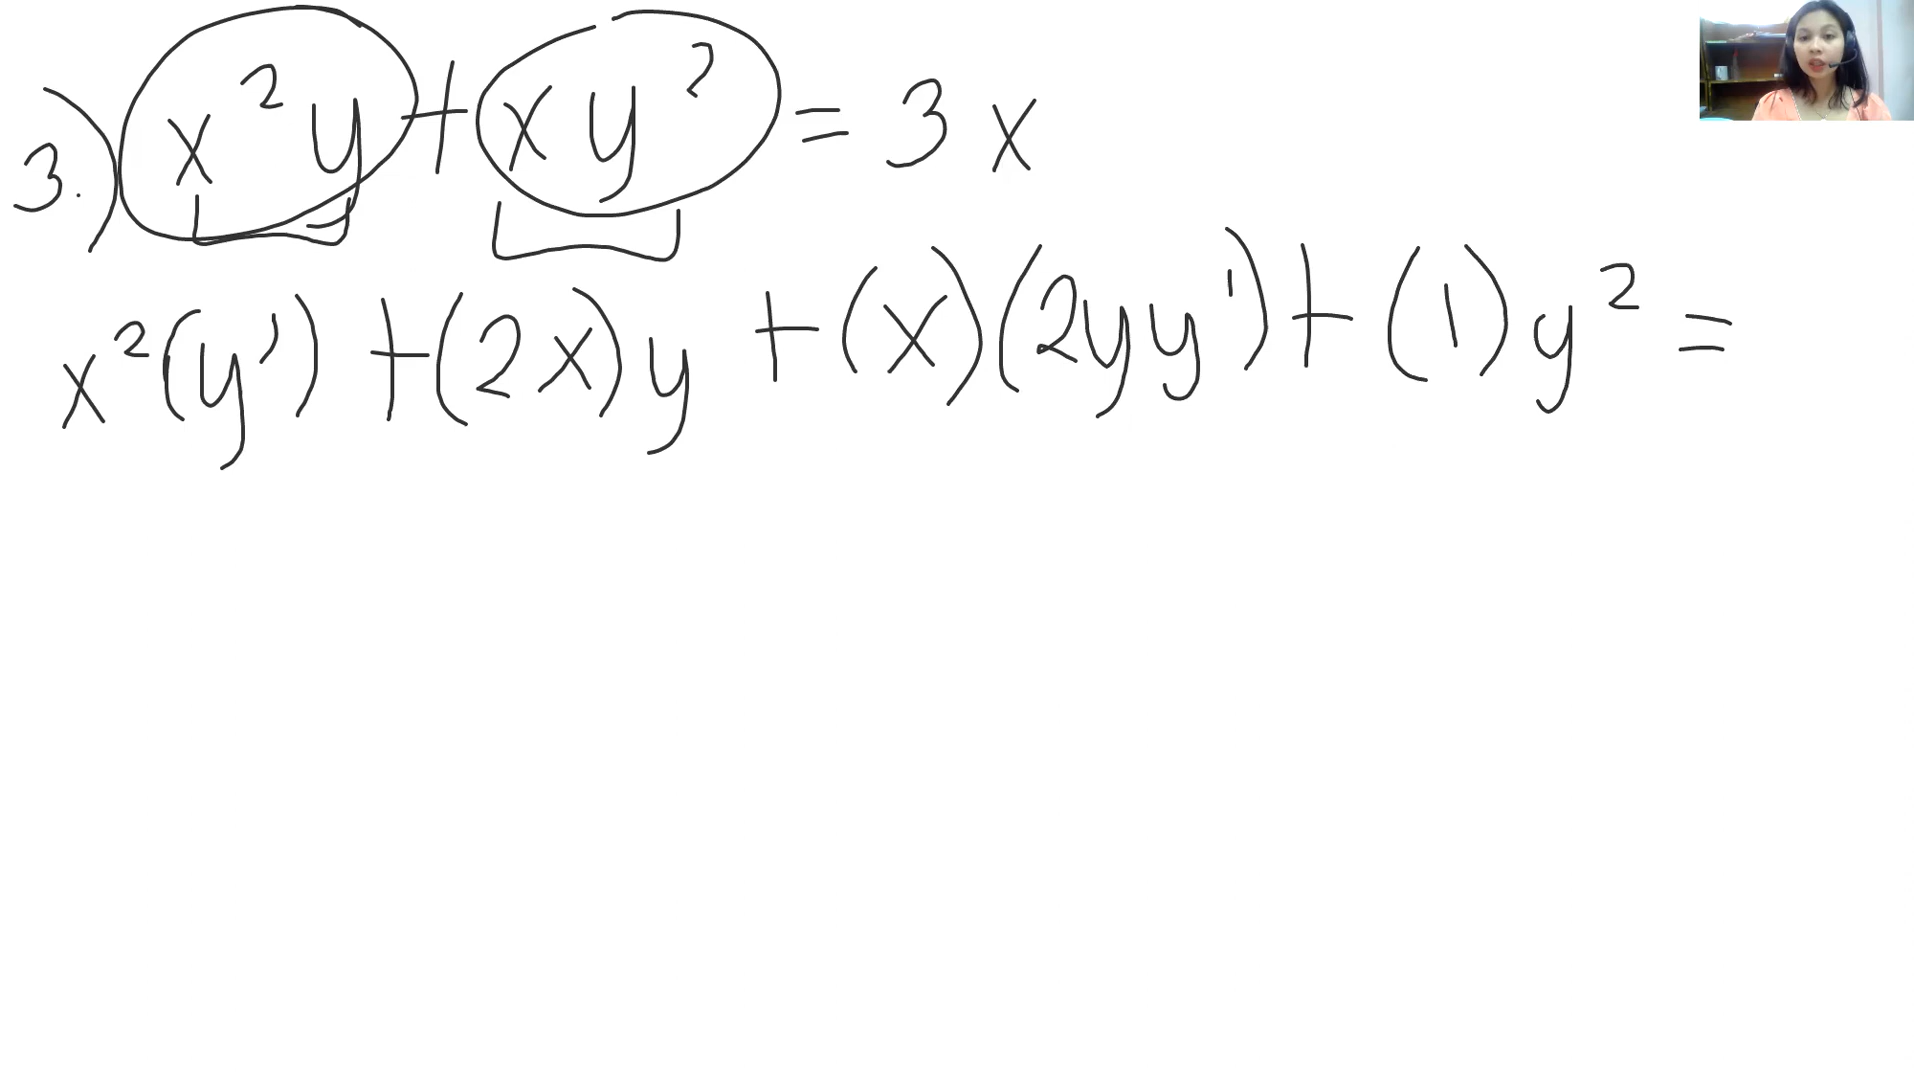 3.) x²y + xy² = 3x
x²(y') + (2x)y + (x)(2yy') + (1)y² =